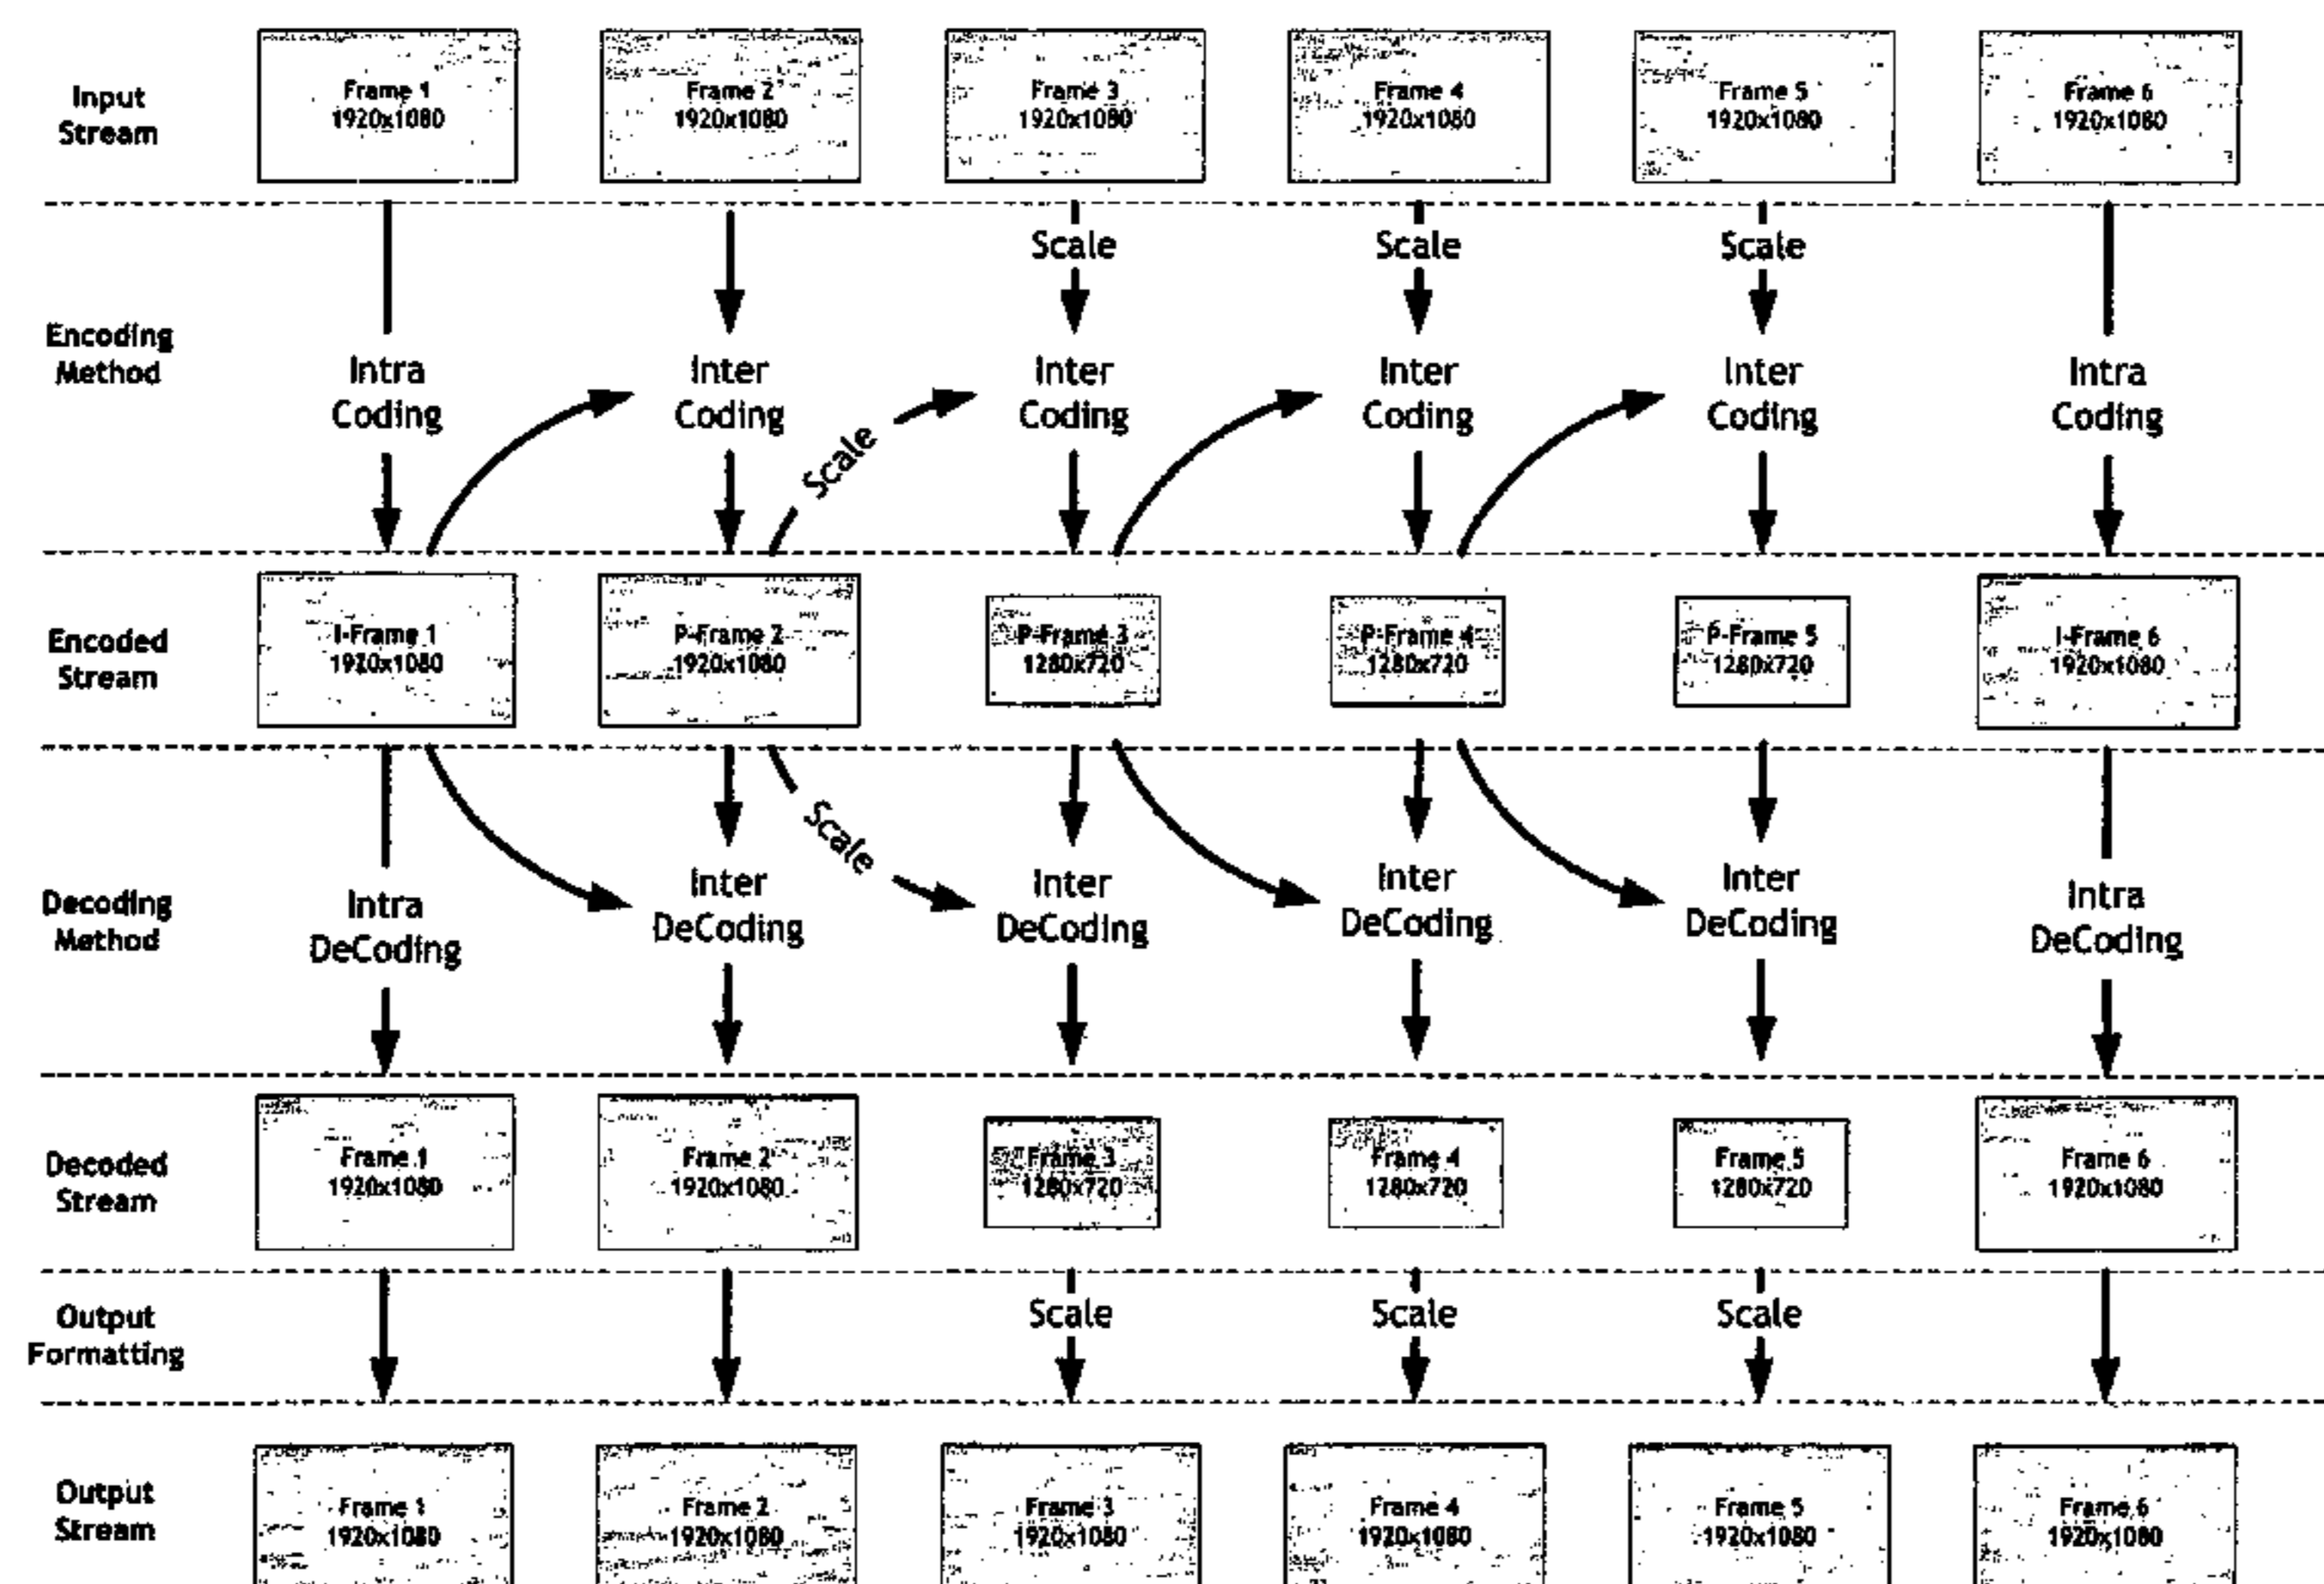 Input
Stream
Frame 1
1920x1080
Frame 2
1920x1080
Frame 3
1920x1080
Frame 4
1920x1080
Frame 5
1920x1080
Frame 6
1920x1080
Scale
Scale
Scale
Encoding
Method
Intra
Coding
Inter
Coding
Scale
Inter
Coding
Inter
Coding
Inter
Coding
Intra
Coding
Encoded
Stream
I-Frame 1
1920x1080
P-Frame 2
1920x1080
P-Frame 3
1280x720
P-Frame 4
1280x720
P-Frame 5
1280x720
I-Frame 6
1920x1080
Decoding
Method
Intra
DeCoding
Inter
DeCoding
Scale
Inter
DeCoding
Inter
DeCoding
Inter
DeCoding
Intra
DeCoding
Decoded
Stream
Frame 1
1920x1080
Frame 2
1920x1080
Frame 3
1280x720
Frame 4
1280x720
Frame 5
1280x720
Frame 6
1920x1080
Output
Formatting
Scale
Scale
Scale
Output
Stream
Frame 1
1920x1080
Frame 2
1920x1080
Frame 3
1920x1080
Frame 4
1920x1080
Frame 5
1920x1080
Frame 6
1920x1080